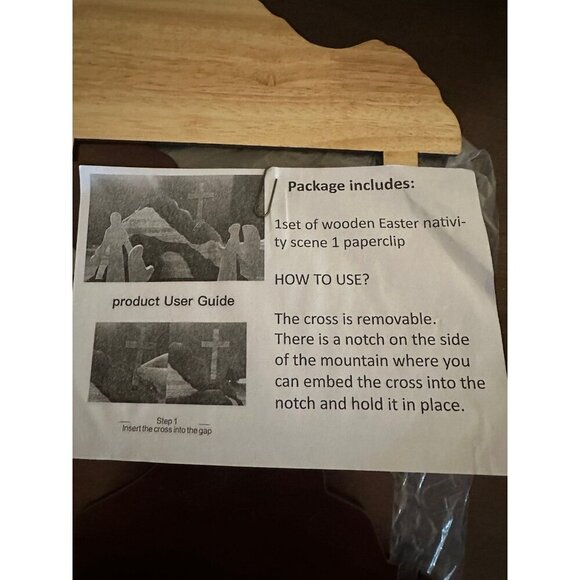 Package includes:
1set of wooden Easter nativi-
ty scene 1 paperclip
HOW TO USE?
The cross is removable.
There is a notch on the side
of the mountain where you
can embed the cross into the
notch and hold it in place.
product User Guide
Step 1
Insert the cross into the gap